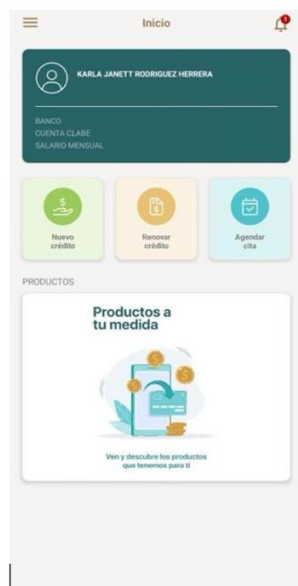 Inicio
KARLA JANETT RODRIGUEZ HERRERA
BANCO
CUENTA CLABE
SALARIO MENSUAL
Nuevo
crédito
Renovar
crédito
Agendar
cita
PRODUCTOS
Productos a
tu medida
Ven y descubre los productos
que tenemos para ti